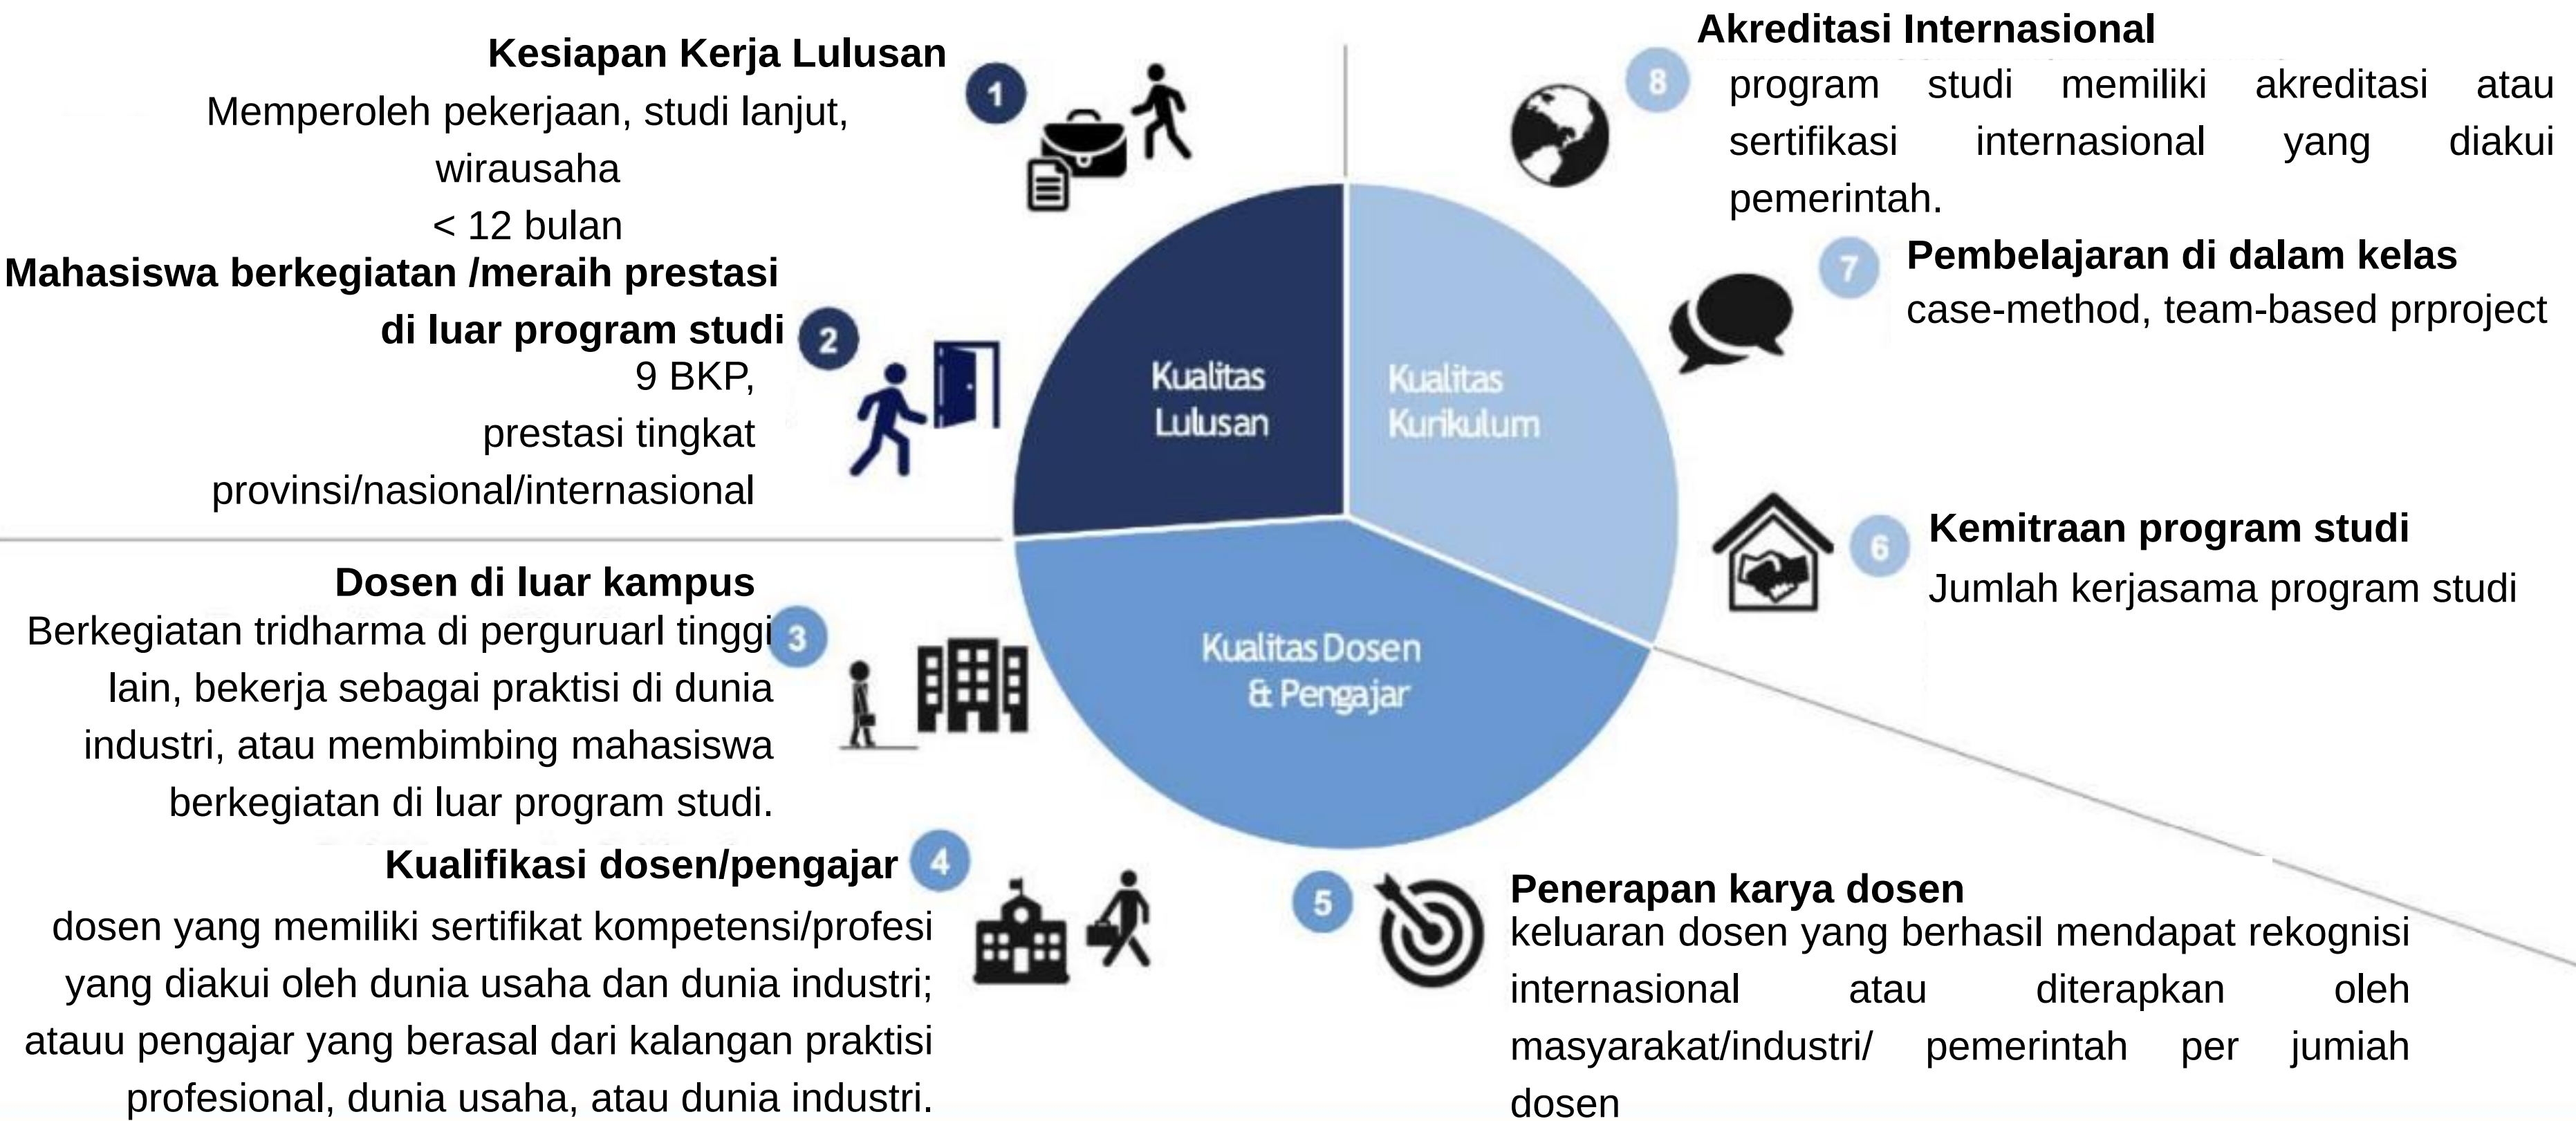 Kesiapan Kerja Lulusan
1
Memperoleh pekerjaan, studi lanjut,
wirausaha
< 12 bulan
Mahasiswa berkegiatan /meraih prestasi
di luar program studi
2
9 BKP,
prestasi tingkat
provinsi/nasional/internasional
Dosen di luar kampus
3
Berkegiatan tridharma di perguruarl tinggi
lain, bekerja sebagai praktisi di dunia
industri, atau membimbing mahasiswa
berkegiatan di luar program studi.
Kualifikasi dosen/pengajar
4
dosen yang memiliki sertifikat kompetensi/profesi
yang diakui oleh dunia usaha dan dunia industri;
atauu pengajar yang berasal dari kalangan praktisi
profesional, dunia usaha, atau dunia industri.
Kualitas
Lulusan
Kualitas
Kurikulum
Kualitas Dosen
& Pengajar
Akreditasi Internasional
8
program studi memiliki akreditasi atau
sertifikasi internasional yang diakui
pemerintah.
7
Pembelajaran di dalam kelas
case-method, team-based prproject
6
Kemitraan program studi
Jumlah kerjasama program studi
5
Penerapan karya dosen
keluaran dosen yang berhasil mendapat rekognisi
internasional atau diterapkan oleh
masyarakat/industri/ pemerintah per jumiah
dosen